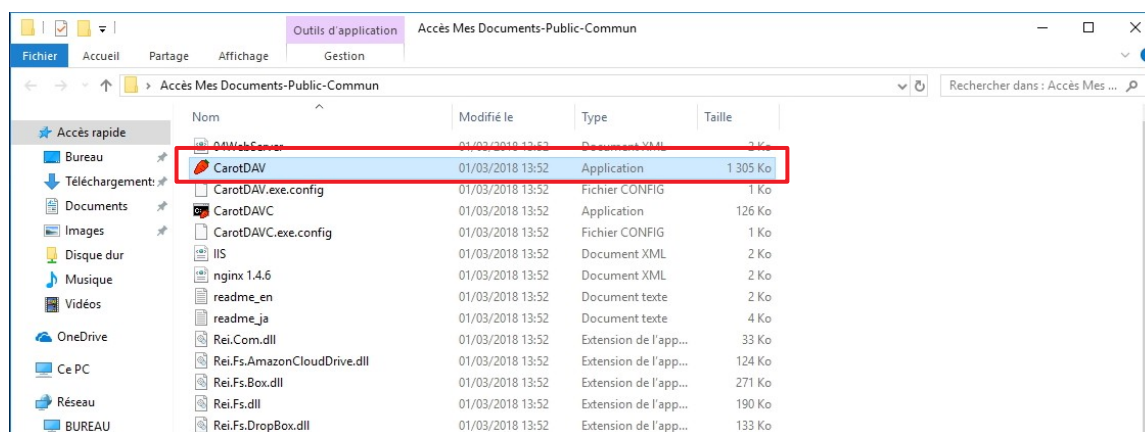 Outils d'application Accès Mes Documents-Public-Commun
Fichier Accueil Partage Affichage Gestion
Accès Mes Documents-Public-Commun Rechercher dans : Accès Mes ...
Nom Modifié le Type Taille
Accès rapide
04WebServer 01/03/2018 13:52 Document XML 2 Ko
Bureau
CarotDAV 01/03/2018 13:52 Application 1 305 Ko
Téléchargement:
CarotDAV.exe.config 01/03/2018 13:52 Fichier CONFIG 1 Ko
Documents
CarotDAVC 01/03/2018 13:52 Application 126 Ko
Images
CarotDAVC.exe.config 01/03/2018 13:52 Fichier CONFIG 1 Ko
Disque dur
IIS 01/03/2018 13:52 Document XML 2 Ko
Musique
nginx 1.4.6 01/03/2018 13:52 Document XML 2 Ko
Vidéos
readme_en 01/03/2018 13:52 Document texte 2 Ko
readme_ja 01/03/2018 13:52 Document texte 4 Ko
OneDrive
Rei.Com.dll 01/03/2018 13:52 Extension de l'app... 33 Ko
Rei.Fs.AmazonCloudDrive.dll 01/03/2018 13:52 Extension de l'app... 124 Ko
Ce PC
Rei.Fs.Box.dll 01/03/2018 13:52 Extension de l'app... 271 Ko
Réseau
Rei.Fs.dll 01/03/2018 13:52 Extension de l'app... 190 Ko
BUREAU
Rei.Fs.DropBox.dll 01/03/2018 13:52 Extension de l'app... 133 Ko